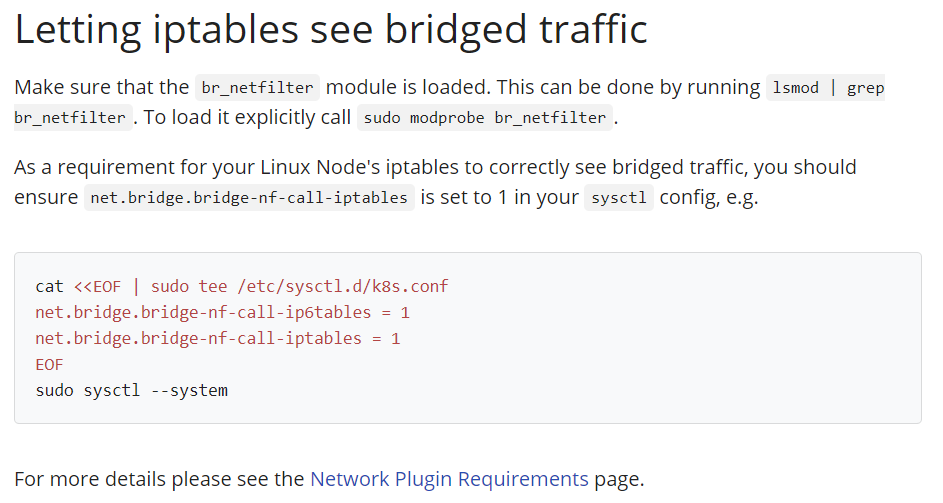 Letting iptables see bridged traffic
Make sure that the br_netfilter module is loaded. This can be done by running lsmod | grep
br_netfilter. To load it explicitly call sudo modprobe br_netfilter.
As a requirement for your Linux Node's iptables to correctly see bridged traffic, you should
ensure net.bridge.bridge-nf-call-iptables is set to 1 in your sysctl config, e.g.
cat <<EOF | sudo tee /etc/sysctl.d/k8s.conf
net.bridge.bridge-nf-call-ip6tables = 1
net.bridge.bridge-nf-call-iptables = 1
EOF
sudo sysctl --system
For more details please see the Network Plugin Requirements page.